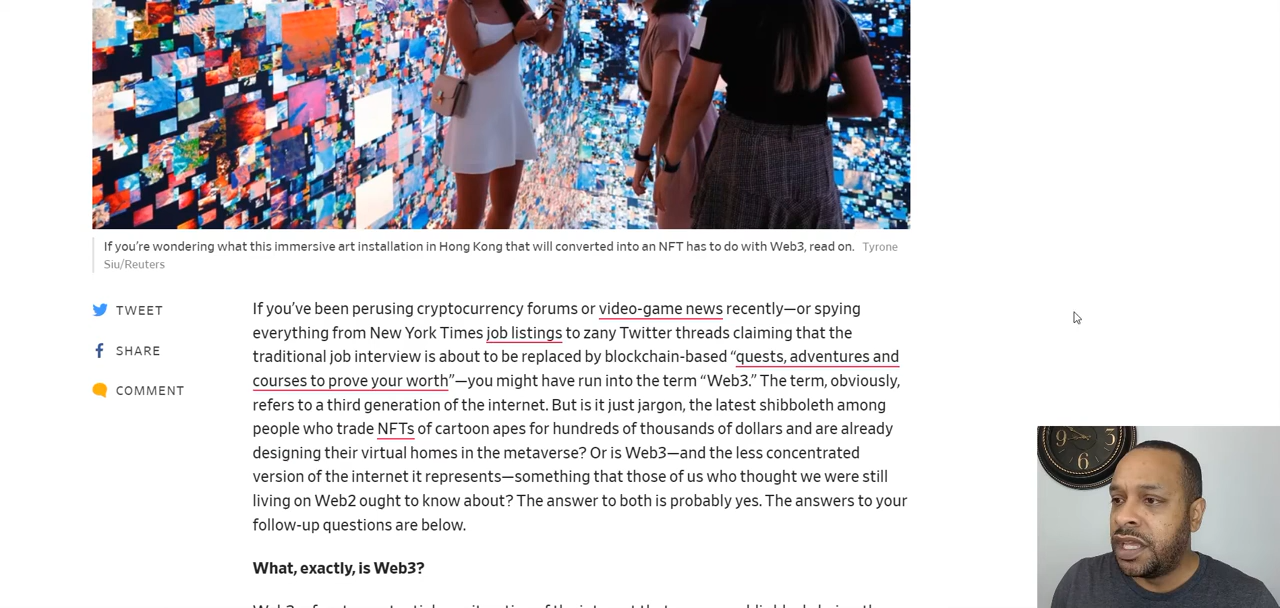 If you’re wondering what this immersive art installation in Hong Kong that will converted into an NFT has to do with Web3, read on. Tyrone
Siu/Reuters
TWEET
SHARE
COMMENT
If you’ve been perusing cryptocurrency forums or video-game news recently—or spying
everything from New York Times job listings to zany Twitter threads claiming that the
traditional job interview is about to be replaced by blockchain-based “quests, adventures and
courses to prove your worth”—you might have run into the term “Web3.” The term, obviously,
refers to a third generation of the internet. But is it just jargon, the latest shibboleth among
people who trade NFTs of cartoon apes for hundreds of thousands of dollars and are already
designing their virtual homes in the metaverse? Or is Web3—and the less concentrated
version of the internet it represents—something that those of us who thought we were still
living on Web2 ought to know about? The answer to both is probably yes. The answers to your
follow-up questions are below.
What, exactly, is Web3?
9 5
6